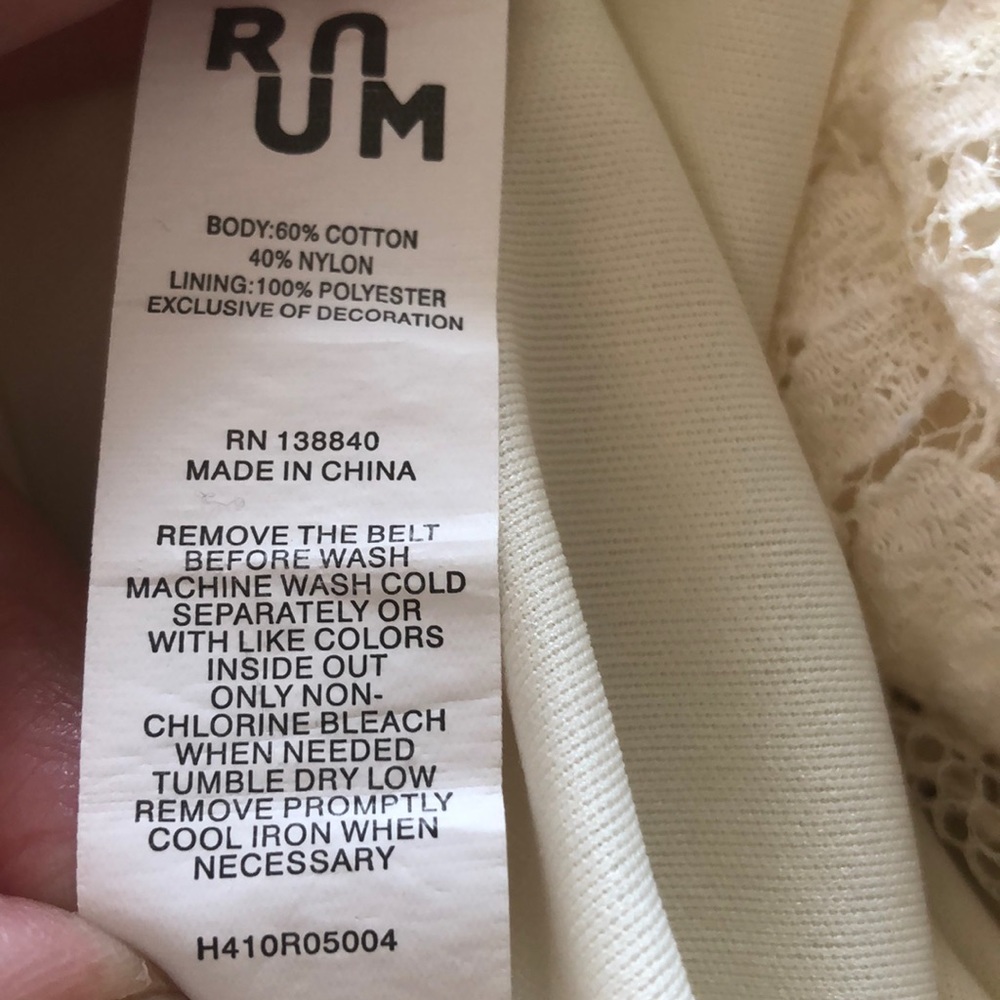 RAUM
BODY:60% COTTON
40% NYLON
LINING:100% POLYESTER
EXCLUSIVE OF DECORATION
RN 138840
MADE IN CHINA
REMOVE THE BELT
BEFORE WASH
MACHINE WASH COLD
SEPARATELY OR
WITH LIKE COLORS
INSIDE OUT
ONLY NON-
CHLORINE BLEACH
WHEN NEEDED
TUMBLE DRY LOW
REMOVE PROMPTLY
COOL IRON WHEN
NECESSARY
H410R05004